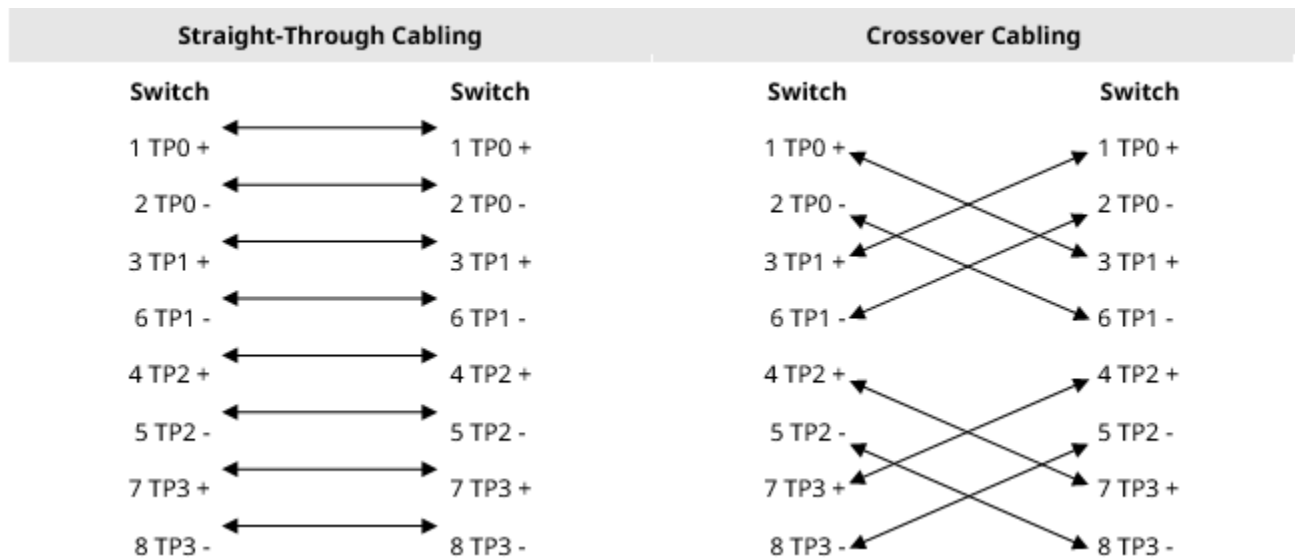 Straight-Through Cabling Crossover Cabling
Switch Switch Switch Switch
1 TP0 + 1 TP0 + 1 TP0 + 1 TP0 +
2 TP0 - 2 TP0 - 2 TP0 - 2 TP0 -
3 TP1 + 3 TP1 + 3 TP1 + 3 TP1 +
6 TP1 - 6 TP1 - 6 TP1 - 6 TP1 -
4 TP2 + 4 TP2 + 4 TP2 + 4 TP2 +
5 TP2 - 5 TP2 - 5 TP2 - 5 TP2 -
7 TP3 + 7 TP3 + 7 TP3 + 7 TP3 +
8 TP3 - 8 TP3 - 8 TP3 - 8 TP3 -